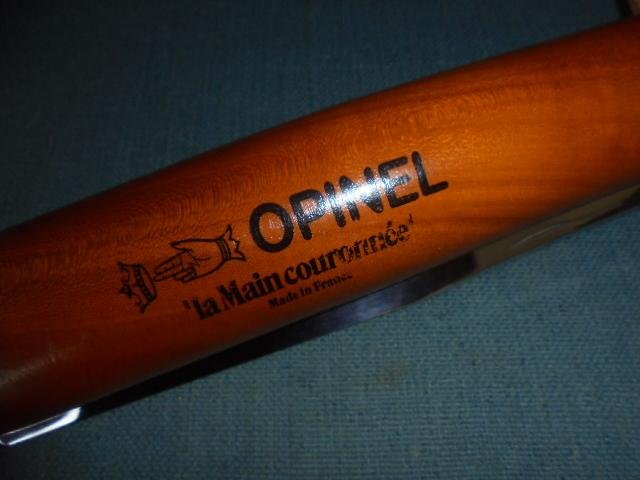 OPINEL
"la Main couronnée"
Made in France